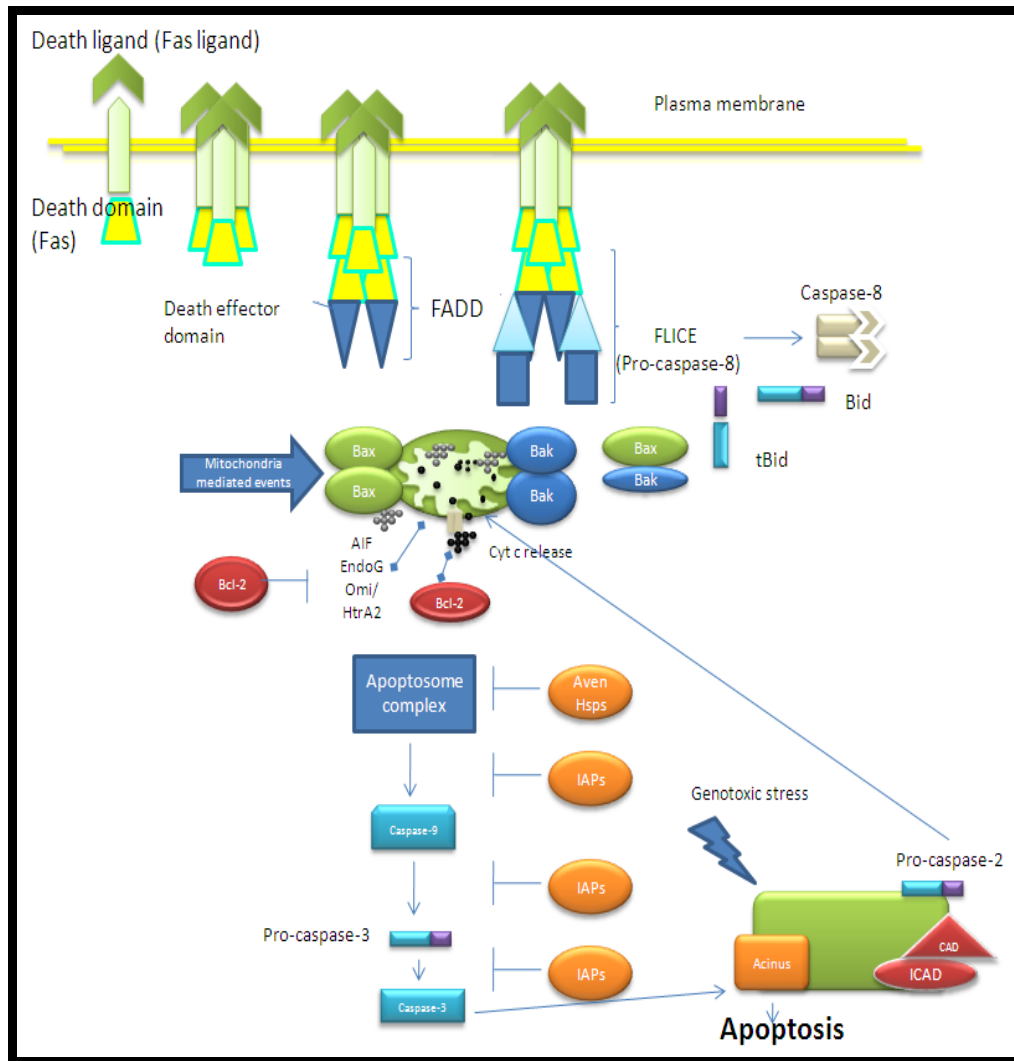 Death ligand (Fas ligand)
Plasma membrane
Death domain
(Fas)
Death effector
domain
FADD
FLICE
(Pro-caspase-8)
Caspase-8
Bid
tBid
Mitochondria
mediated events
Bax
Bax
Bak
Bak
Bax
Bak
AIF
EndoG
Omi/
HtrA2
Cyt c release
Bcl-2
Bcl-2
Apoptosome
complex
Aven
Hsps
IAPs
Caspase-9
IAPs
Pro-caspase-3
IAPs
Caspase-3
Genotoxic stress
Pro-caspase-2
CAD
ICAD
Acinus
Apoptosis